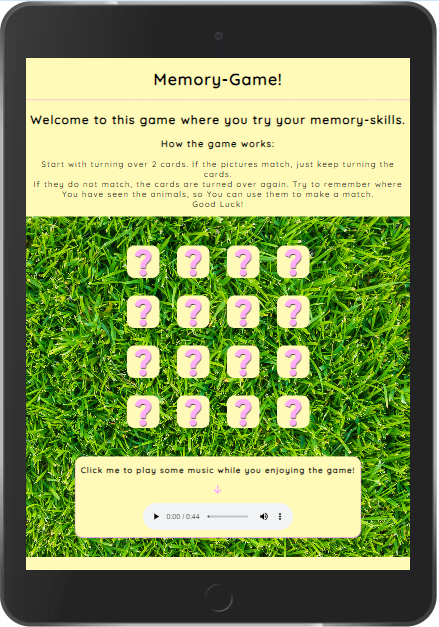 Memory-Game!
Welcome to this game where you try your memory-skills.
How the game works:
Start with turning over 2 cards. If the pictures match, just keep turning the
cards.
If they do not match, the cards are turned over again. Try to remember where
You have seen the animals, so You can use them to make a match.
Good Luck!
? ? ? ?
? ? ? ?
? ? ? ?
? ? ? ?
Click me to play some music while you enjoying the game!
↓
0:00 / 0:44